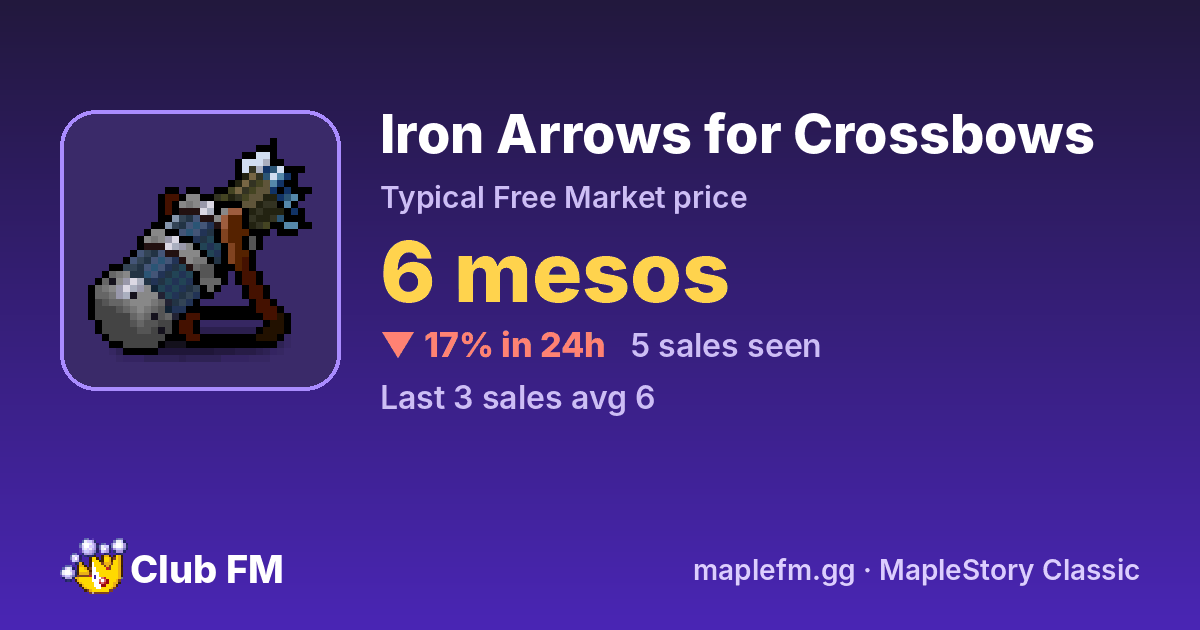 Iron Arrows for Crossbows
Typical Free Market price
6 mesos
▼ 17% in 24h 5 sales seen
Last 3 sales avg 6
Club FM
maplefm.gg · MapleStory Classic